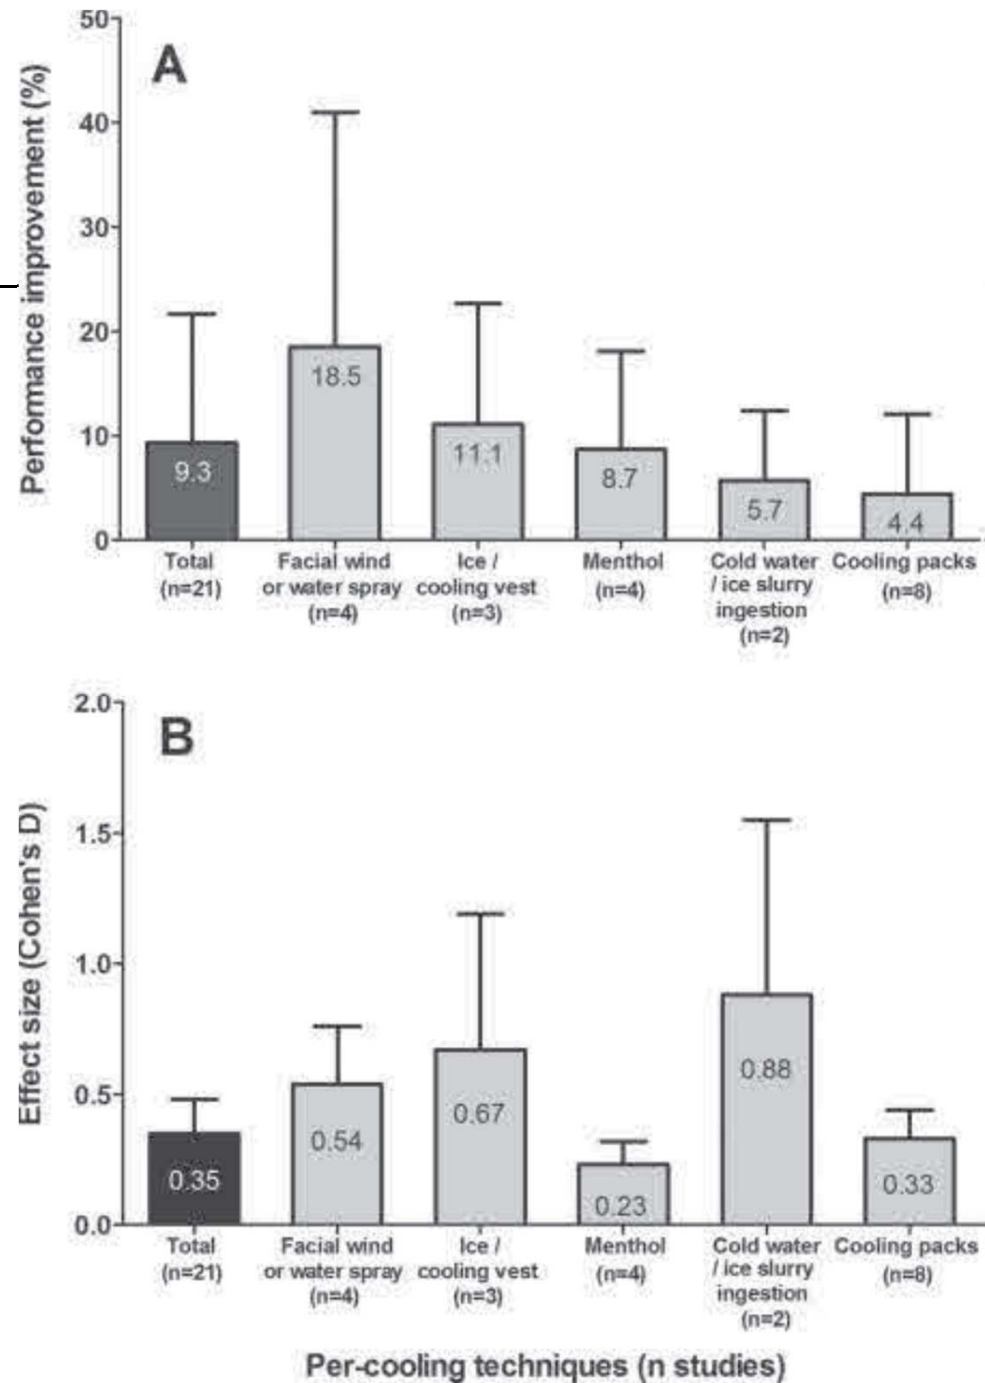 A
Performance improvement (%)
50
40
30
20
10
0
9.3
18.5
11.1
8.7
5.7
4.4
Total
(n=21)
Facial wind
or water spray
(n=4)
Ice /
cooling vest
(n=3)
Menthol
(n=4)
Cold water
/ ice slurry
ingestion
(n=2)
Cooling packs
(n=8)
B
Effect size (Cohen's D)
2.0
1.5
1.0
0.5
0.0
0.35
0.54
0.67
0.23
0.88
0.33
Total
(n=21)
Facial wind
or water spray
(n=4)
Ice /
cooling vest
(n=3)
Menthol
(n=4)
Cold water
/ ice slurry
ingestion
(n=2)
Cooling packs
(n=8)
Per-cooling techniques (n studies)